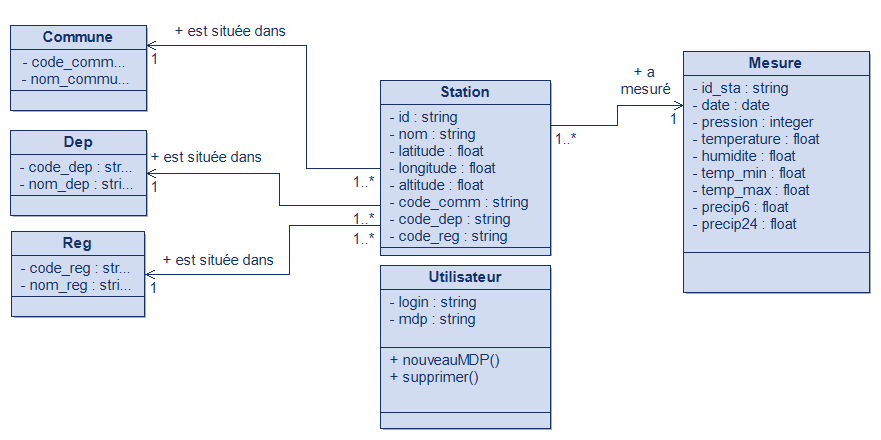 Commune
- code_comm...
- nom_commu...
+ est située dans
1
1..*
Dep
- code_dep : str...
- nom_dep : stri...
+ est située dans
1
1..*
Reg
- code_reg : str...
- nom_reg : stri...
+ est située dans
1
1..*
Station
- id : string
- nom : string
- latitude : float
- longitude : float
- altitude : float
- code_comm : string
- code_dep : string
- code_reg : string
+ a
mesuré
1..*
1
Mesure
- id_sta : string
- date : date
- pression : integer
- temperature : float
- humidite : float
- temp_min : float
- temp_max : float
- precip6 : float
- precip24 : float
Utilisateur
- login : string
- mdp : string
+ nouveauMDP()
+ supprimer()